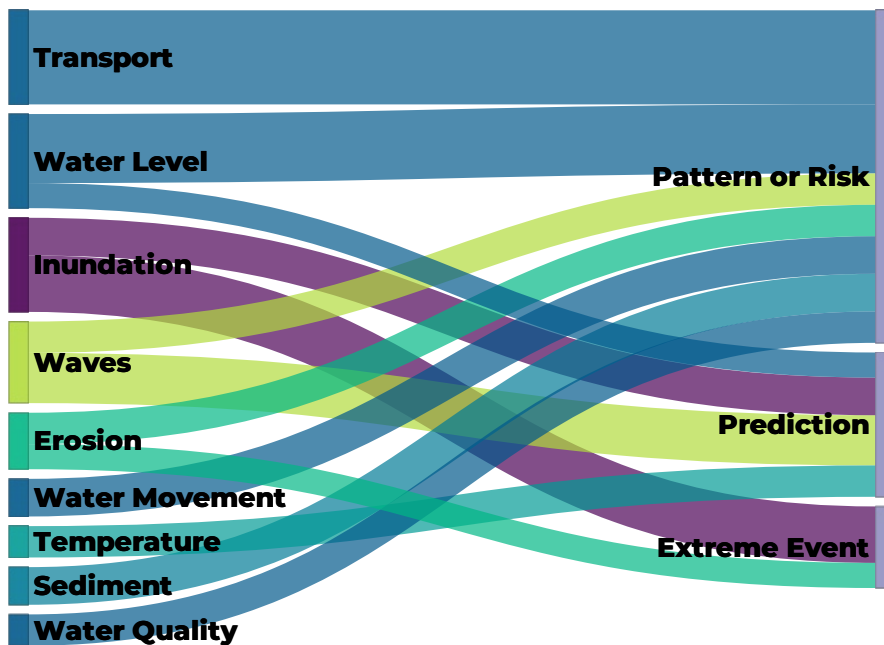 Transport
Water Level
Inundation
Waves
Erosion
Water Movement
Temperature
Sediment
Water Quality
Pattern or Risk
Prediction
Extreme Event